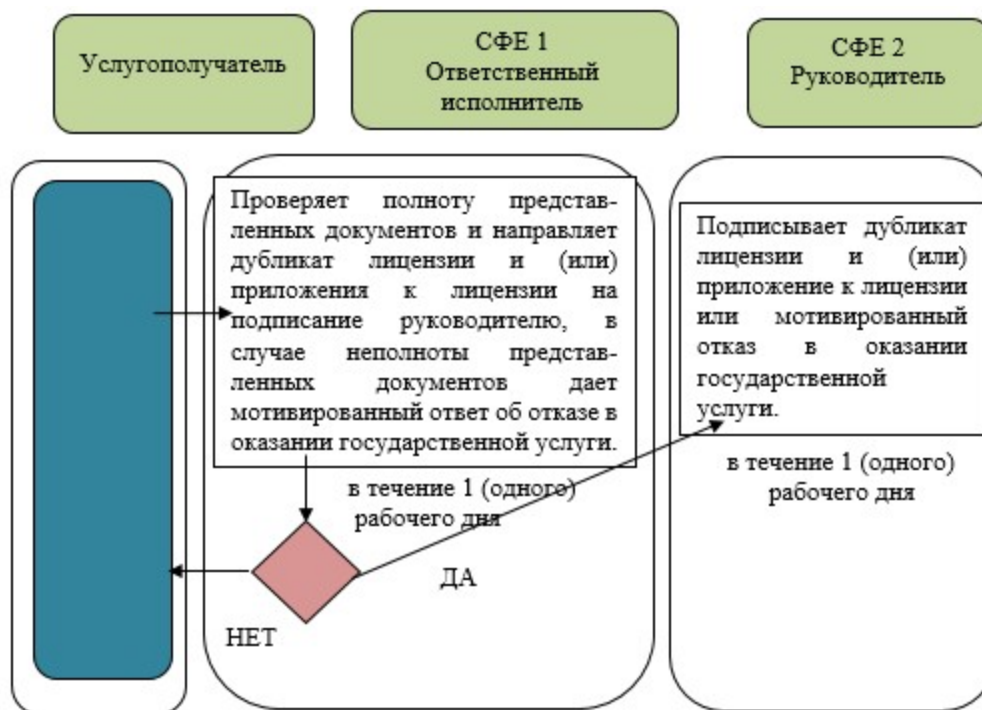 Услугополучатель
СФЕ 1
Ответственный
исполнитель
СФЕ 2
Руководитель
Проверяет полноту представ-
ленных документов и направляет
дубликат лицензии и (или)
приложения к лицензии на
подписание руководителю, в
случае неполноты представ-
ленных документов дает
мотивированный ответ об отказе в
оказании государственной услуги.
в течение 1 (одного)
рабочего дня
ДА
НЕТ
Подписывает дубликат
лицензии и (или)
приложение к лицензии
или мотивированный
отказ в оказании
государственной
услуги.
в течение 1 (одного)
рабочего дня